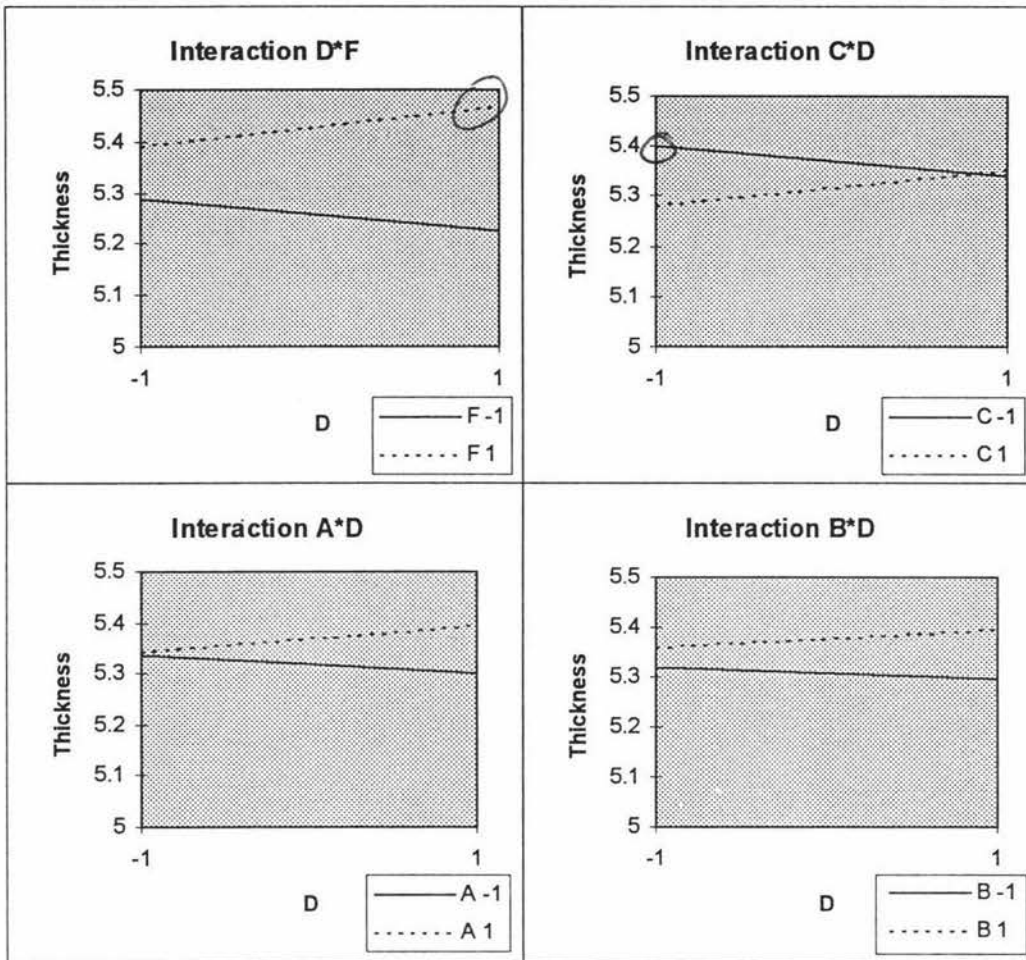 Interaction D*F
5.5
5.4
5.3
5.2
5.1
5
Thickness
-1
1
D
F -1
F 1
Interaction C*D
5.5
5.4
5.3
5.2
5.1
5
Thickness
-1
1
D
C -1
C 1
Interaction A*D
5.5
5.4
5.3
5.2
5.1
5
Thickness
-1
1
D
A -1
A 1
Interaction B*D
5.5
5.4
5.3
5.2
5.1
5
Thickness
-1
1
D
B -1
B 1